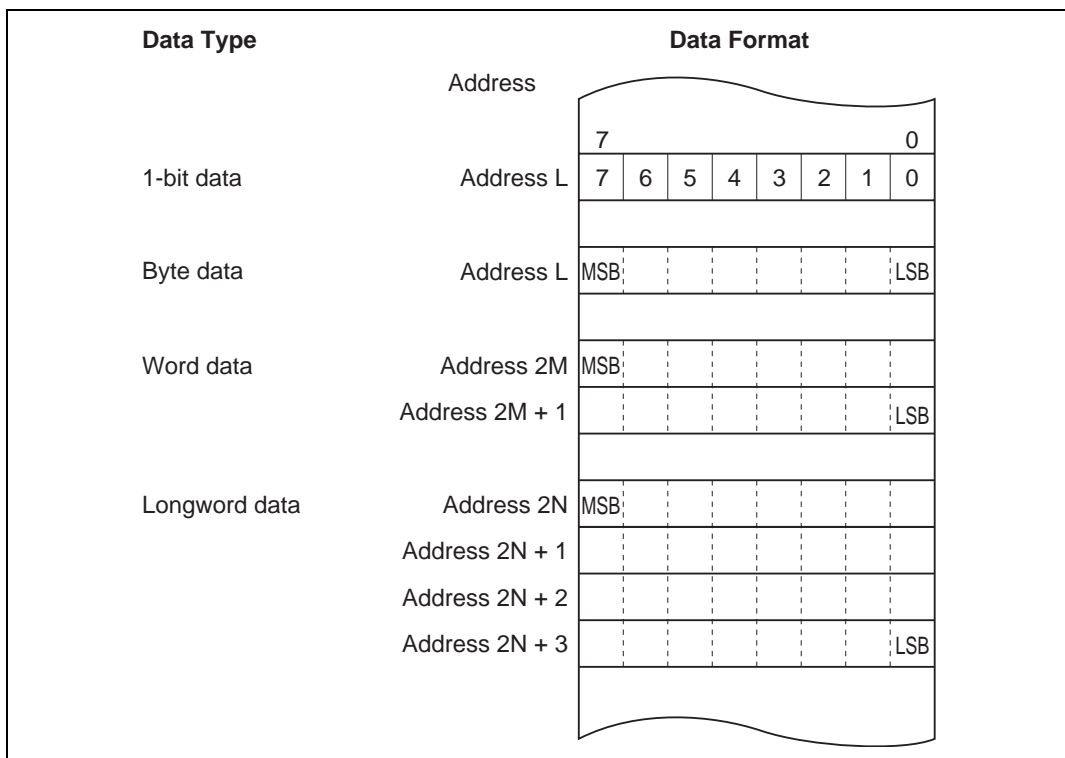 Data Type Data Format
Address
7 0
1-bit data Address L 7 6 5 4 3 2 1 0
Byte data Address L MSB LSB
Word data Address 2M MSB
Address 2M + 1 LSB
Longword data Address 2N MSB
Address 2N + 1
Address 2N + 2
Address 2N + 3 LSB